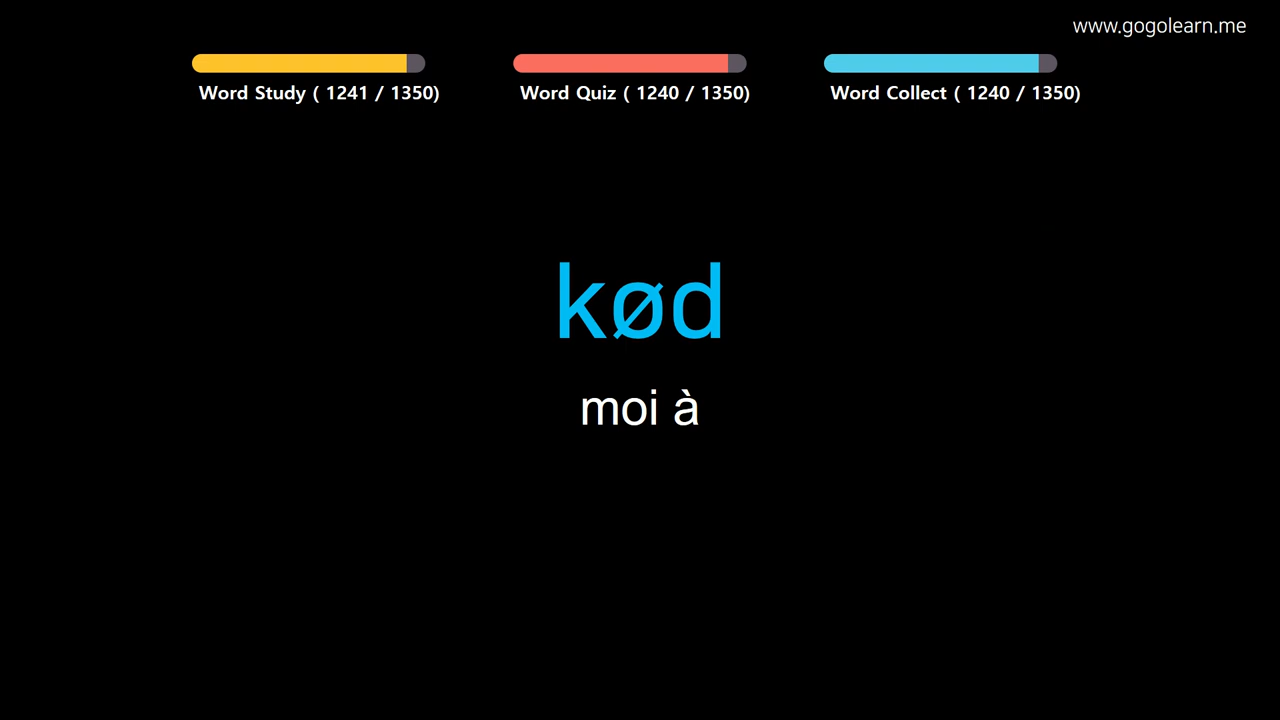 www.gogolearn.me
Word Study ( 1241 / 1350)
Word Quiz ( 1240 / 1350)
Word Collect ( 1240 / 1350)
kød
moi à